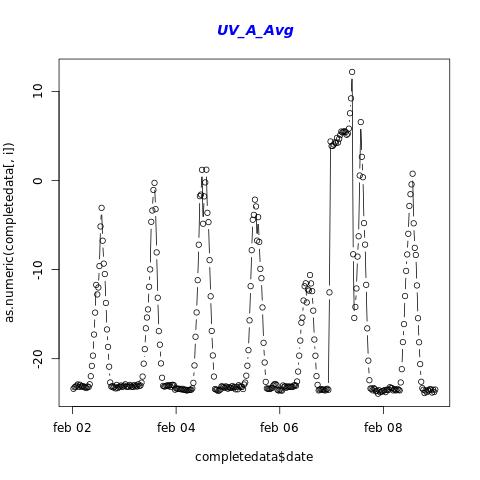 UV_A_Avg
as.numeric(completedata[, i])
10
0
-10
-20
feb 02
feb 04
feb 06
feb 08
completedata$date